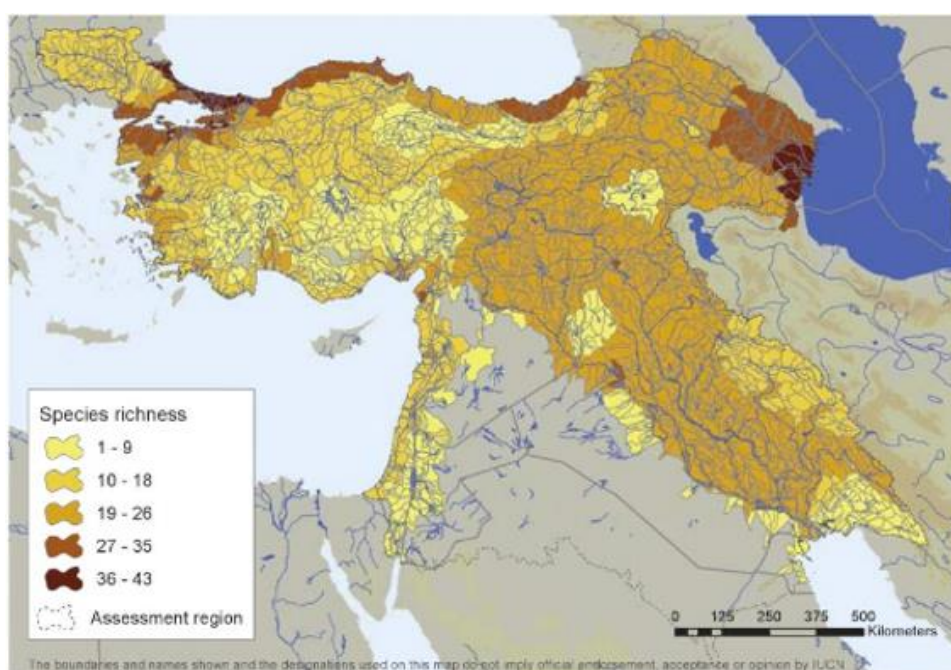 Species richness
1 - 9
10 - 18
19 - 26
27 - 35
36 - 43
Assessment region
0 125 250 375 500
Kilometers
The boundaries and names shown and the designations used on this map do not imply official endorsement, acceptance or opinion by IUCN